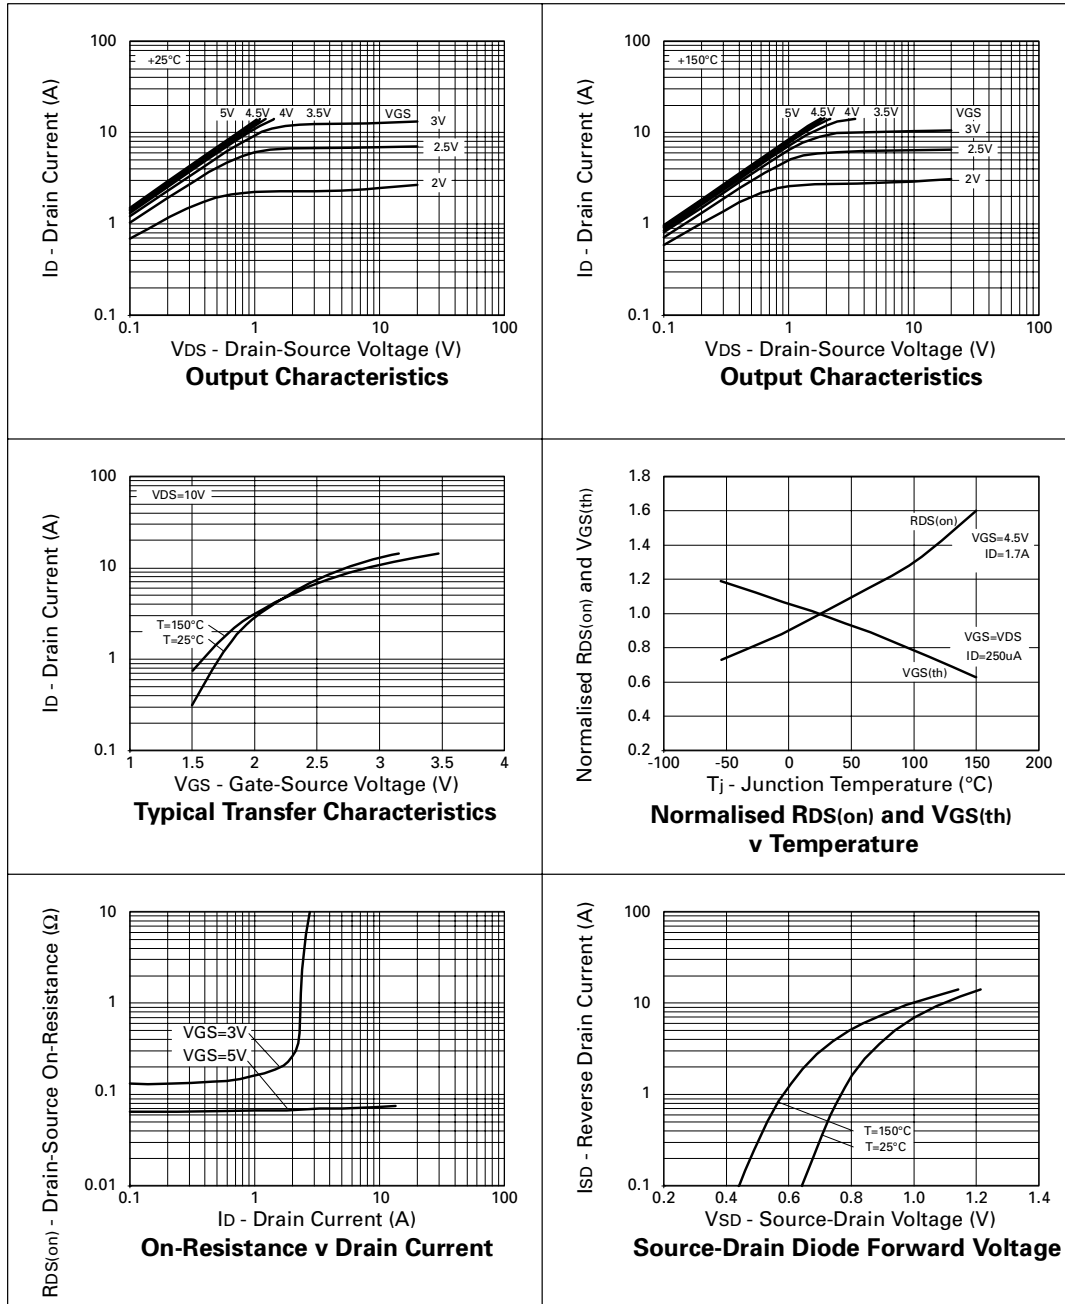 100
10
1
0.1
ID - Drain Current (A)
+25°C
5V 4.5V 4V 3.5V VGS
3V
2.5V
2V
0.1 1 10 100
VDS - Drain-Source Voltage (V)
Output Characteristics
100
10
1
0.1
ID - Drain Current (A)
+150°C
5V 4.5V 4V 3.5V VGS
3V
2.5V
2V
0.1 1 10 100
VDS - Drain-Source Voltage (V)
Output Characteristics
100
10
1
0.1
ID - Drain Current (A)
VDS=10V
T=150°C
T=25°C
1 1.5 2 2.5 3 3.5 4
VGS - Gate-Source Voltage (V)
Typical Transfer Characteristics
1.8
1.6
1.4
1.2
1.0
0.8
0.6
0.4
0.2
Normalised RDS(on) and VGS(th)
RDS(on)
VGS=4.5V
ID=1.7A
VGS=VDS
ID=250uA
VGS(th)
-100 -50 0 50 100 150 200
Tj - Junction Temperature (°C)
Normalised RDS(on) and VGS(th)
v Temperature
10
1
0.1
0.01
RDS(on) - Drain-Source On-Resistance (Ω)
VGS=3V
VGS=5V
0.1 1 10 100
ID - Drain Current (A)
On-Resistance v Drain Current
100
10
1
0.1
ISD - Reverse Drain Current (A)
T=150°C
T=25°C
0.2 0.4 0.6 0.8 1.0 1.2 1.4
VSD - Source-Drain Voltage (V)
Source-Drain Diode Forward Voltage